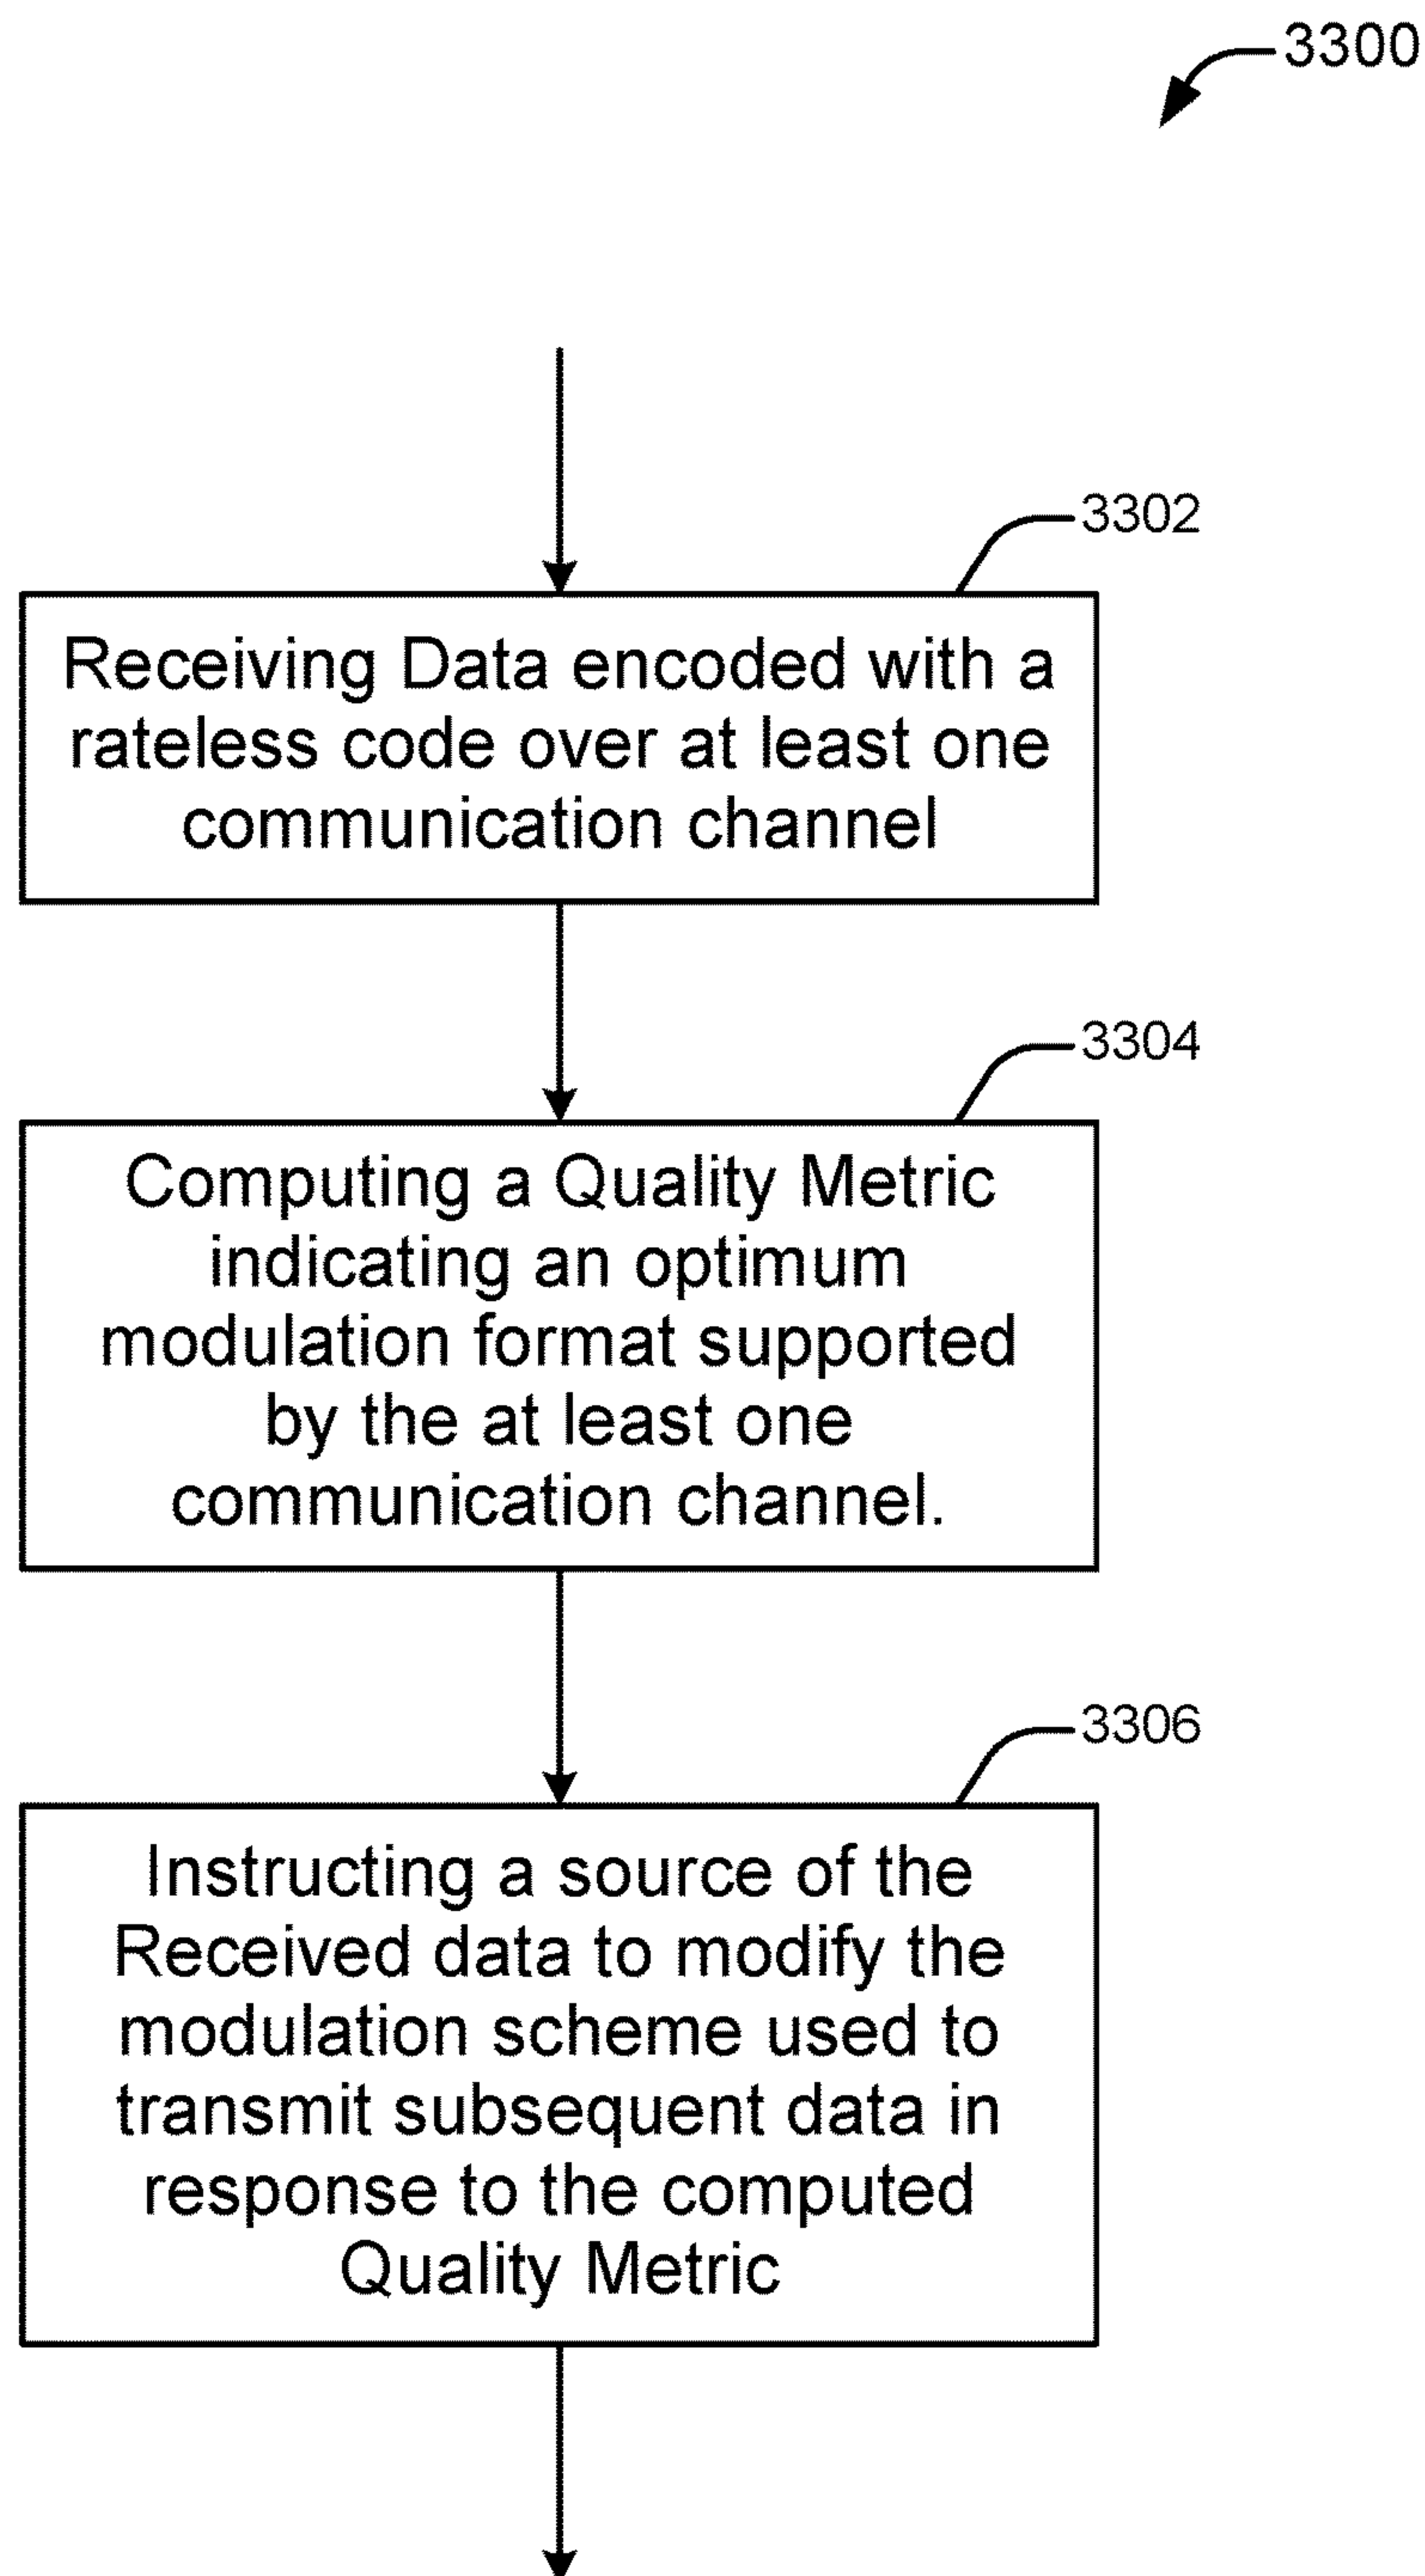 3300
3302
Receiving Data encoded with a
rateless code over at least one
communication channel
3304
Computing a Quality Metric
indicating an optimum
modulation format supported
by the at least one
communication channel.
3306
Instructing a source of the
Received data to modify the
modulation scheme used to
transmit subsequent data in
response to the computed
Quality Metric